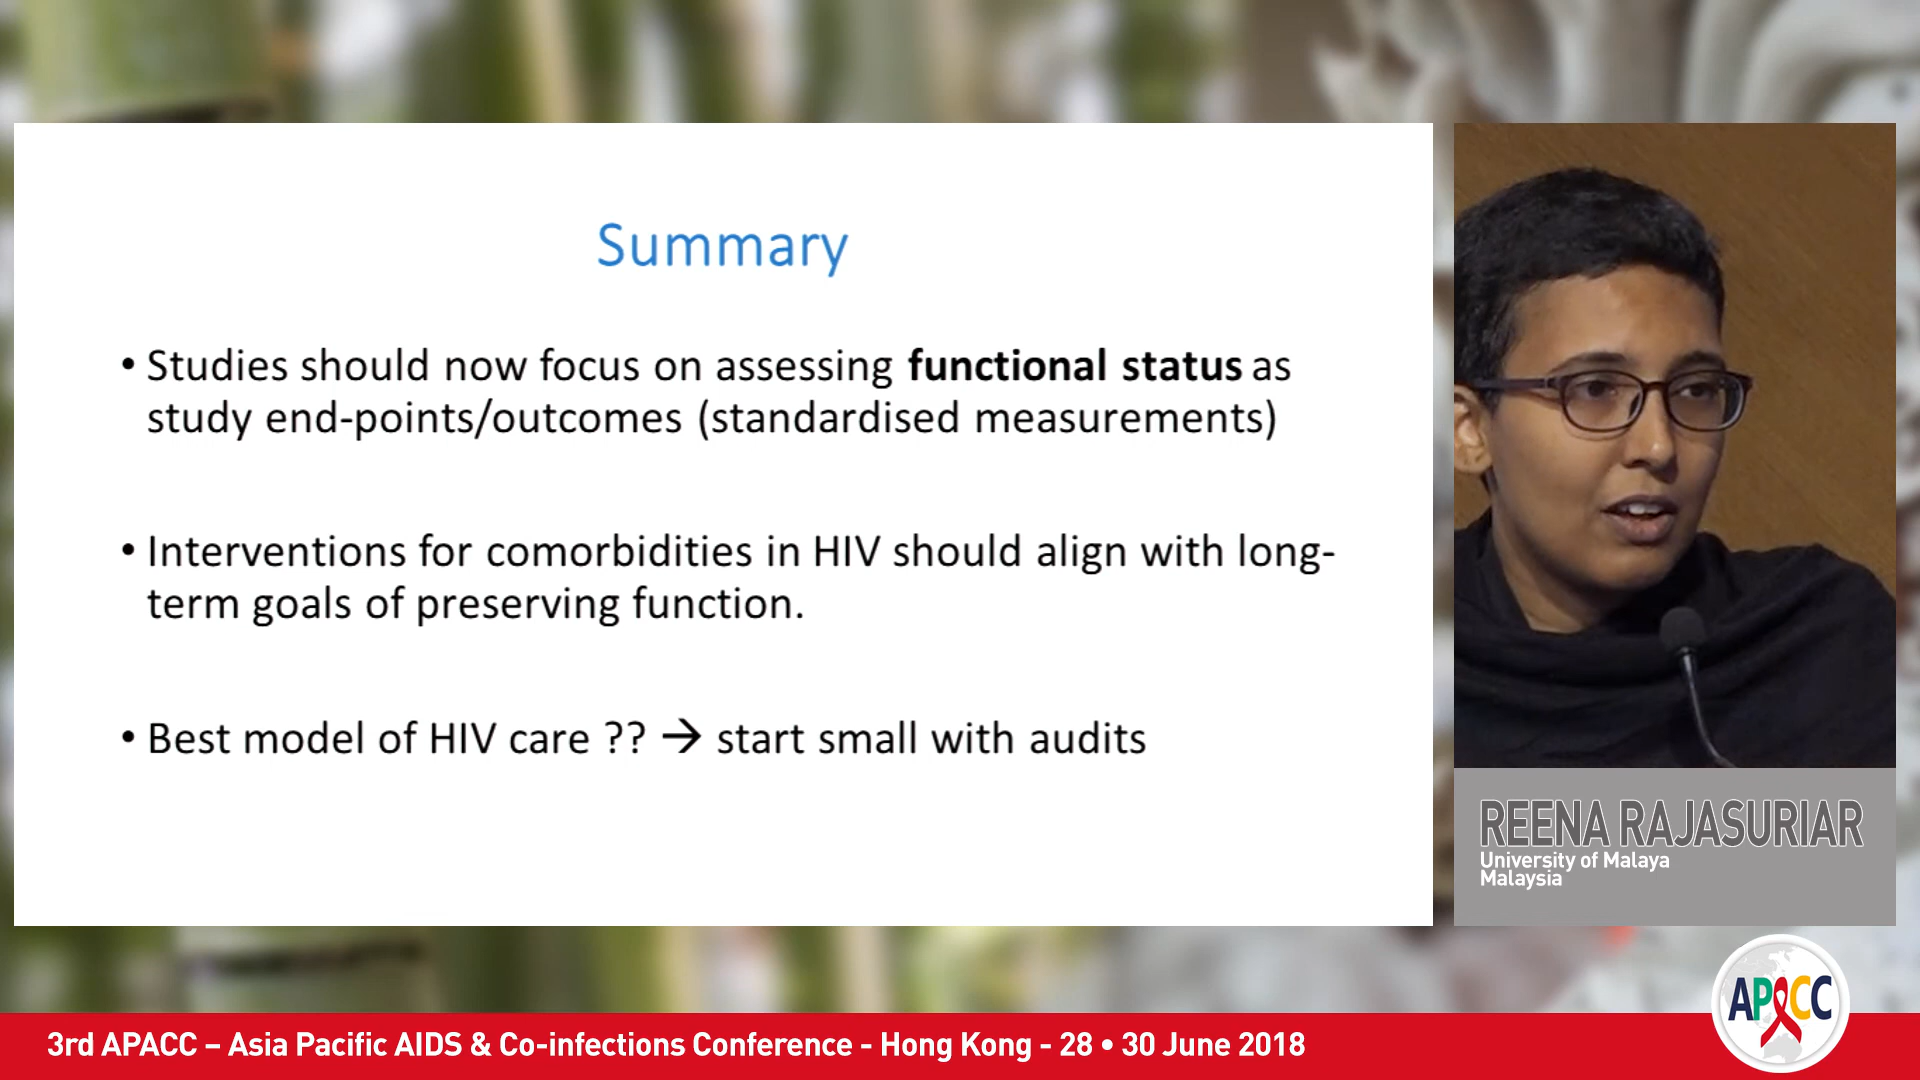 Summary
• Studies should now focus on assessing functional status as
study end-points/outcomes (standardised measurements)
• Interventions for comorbidities in HIV should align with long-
term goals of preserving function.
• Best model of HIV care ?? → start small with audits
REENA RAJASURIAR
University of Malaya
Malaysia
APACC
3rd APACC – Asia Pacific AIDS & Co-infections Conference - Hong Kong - 28 • 30 June 2018